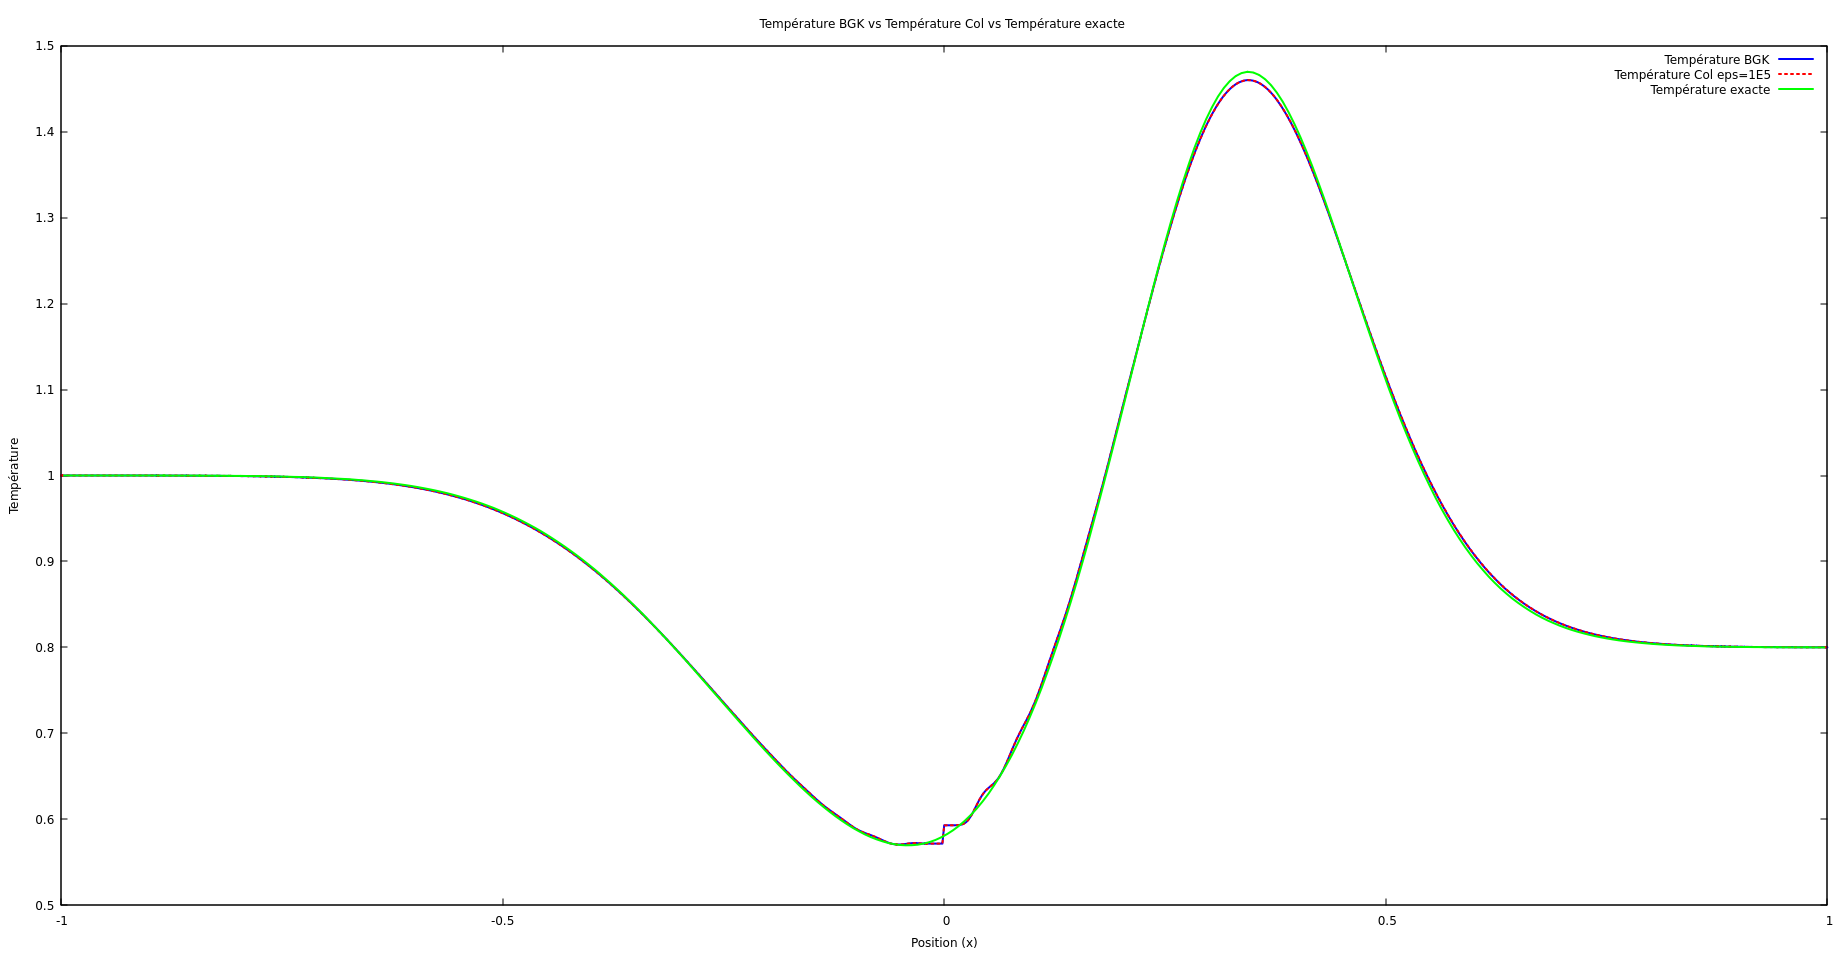 Température BGK vs Température Col vs Température exacte
Température BGK
Température Col eps=1E5
Température exacte
1.5
1.4
1.3
1.2
1.1
1
0.9
0.8
0.7
0.6
0.5
Température
-1
-0.5
0
0.5
1
Position (x)